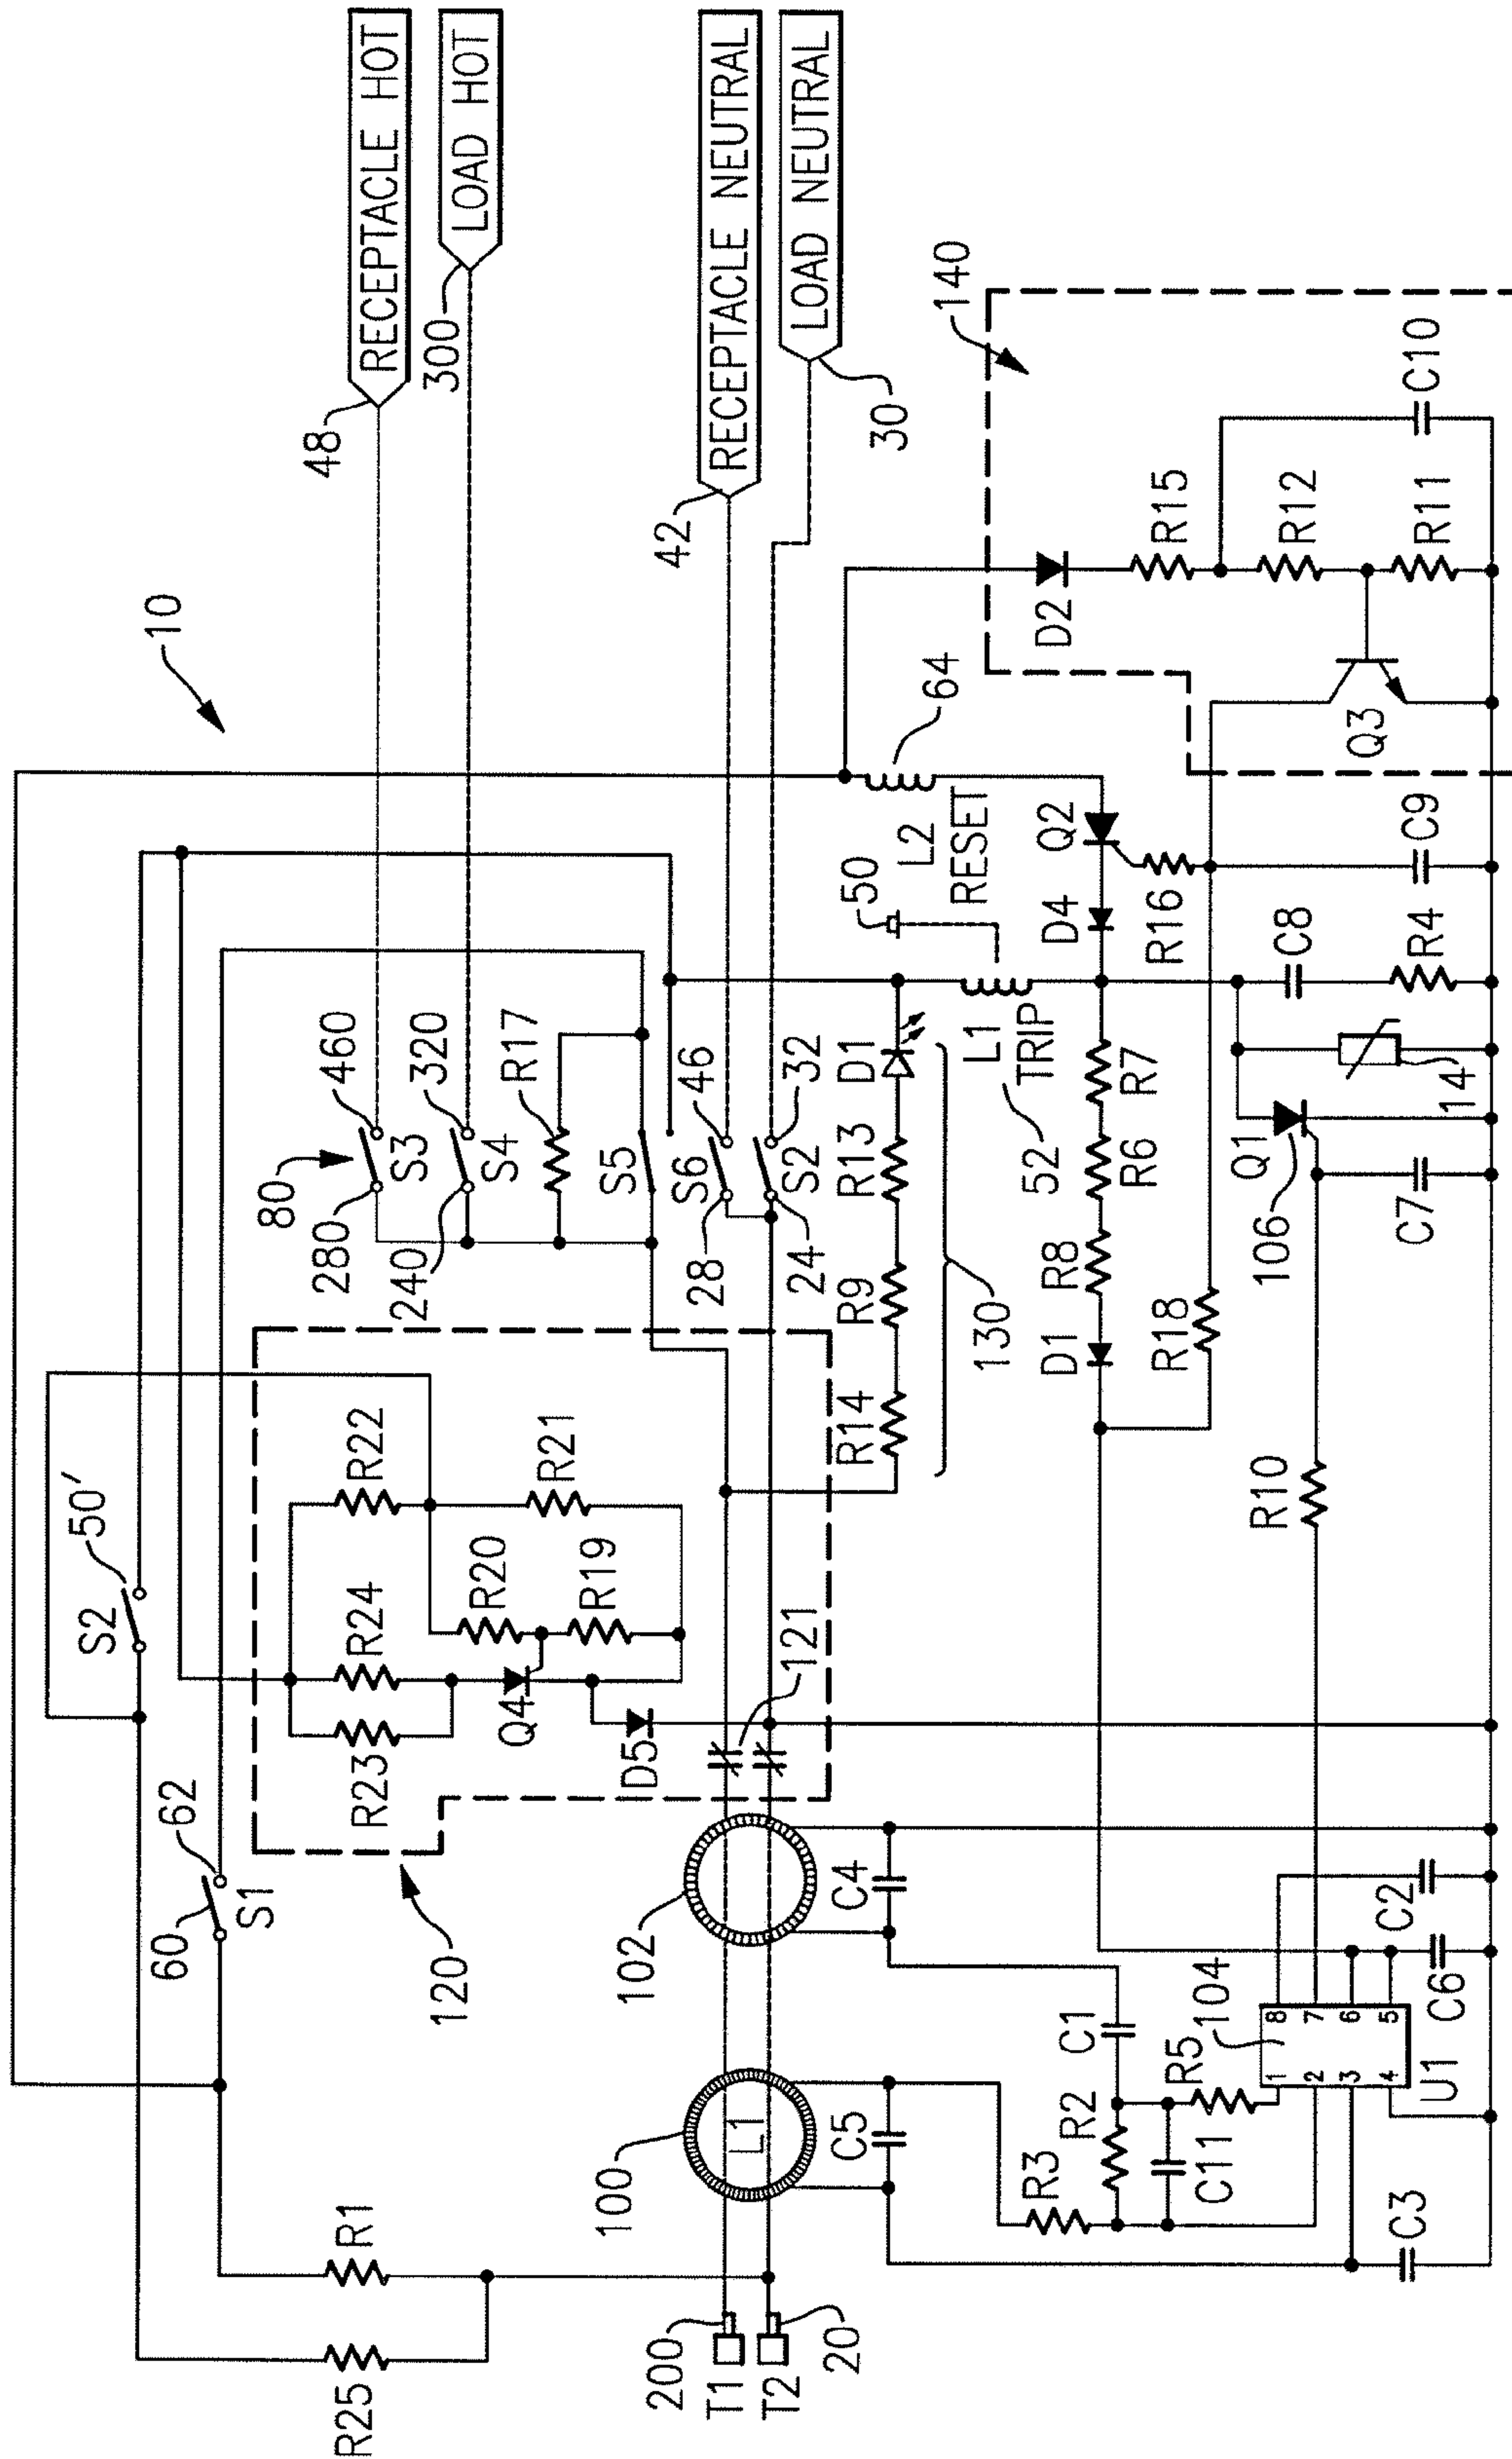 10
RECEPTACLE HOT
48
LOAD HOT
300
RECEPTACLE NEUTRAL
42
LOAD NEUTRAL
30
140
C10
R15
R12
R11
D2
Q3
64
L2
RESET
50
Q2
D4
R16
C9
C8
R4
14
Q1
106
C7
80
460
280
S3
320
240
S4
R17
S5
S6
46
28
32
24
S2
D1
R13
R9
R14
130
L1
TRIP
52
R7
R6
R8
D1
R18
R10
50′
S2
R22
R21
R24
R20
R19
R23
Q4
D5
121
120
62
60
S1
102
C4
100
L1
C5
R1
R25
200
T1
T2
20
C1
R2
R3
C11
R5
104
8
7
6
5
1
2
3
4
U1
C2
C6
C3